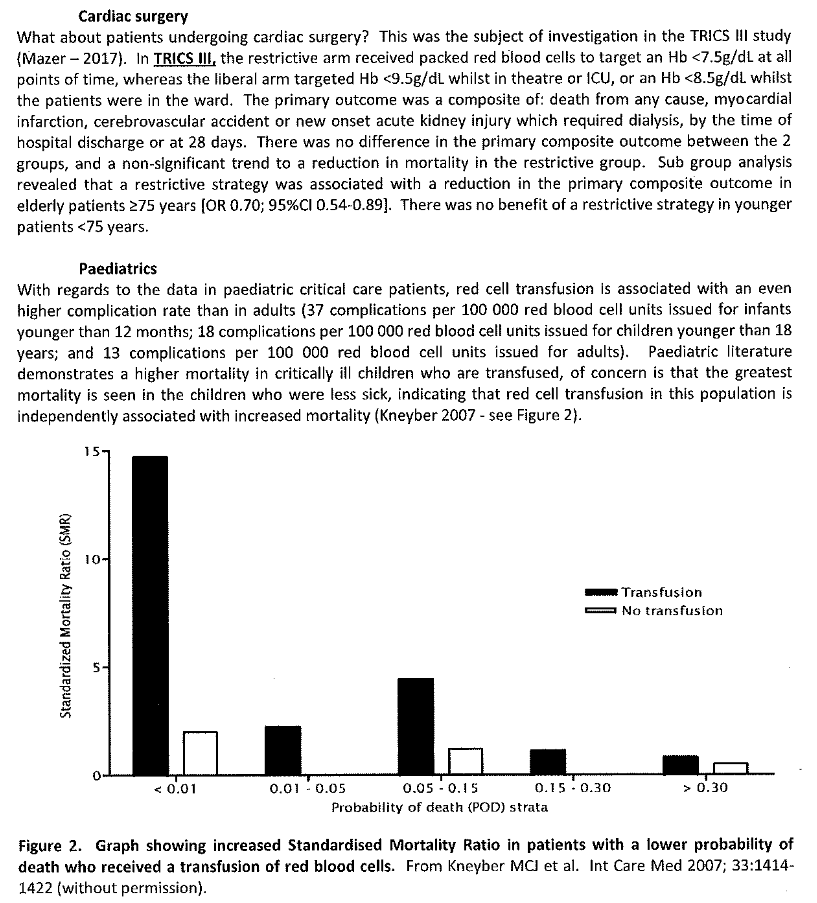 Cardiac surgery
What about patients undergoing cardiac surgery? This was the subject of investigation in the TRICS III study
(Mazer – 2017). In TRICS III, the restrictive arm received packed red blood cells to target an Hb <7.5g/dL at all
points of time, whereas the liberal arm targeted Hb <9.5g/dL whilst in theatre or ICU, or an Hb <8.5g/dL whilst
the patients were in the ward. The primary outcome was a composite of: death from any cause, myocardial
infarction, cerebrovascular accident or new onset acute kidney injury which required dialysis, by the time of
hospital discharge or at 28 days. There was no difference in the primary composite outcome between the 2
groups, and a non-significant trend to a reduction in mortality in the restrictive group. Sub group analysis
revealed that a restrictive strategy was associated with a reduction in the primary composite outcome in
elderly patients ≥75 years [OR 0.70; 95%CI 0.54-0.89]. There was no benefit of a restrictive strategy in younger
patients <75 years.
Paediatrics
With regards to the data in paediatric critical care patients, red cell transfusion is associated with an even
higher complication rate than in adults (37 complications per 100 000 red blood cell units issued for infants
younger than 12 months; 18 complications per 100 000 red blood cell units issued for children younger than 18
years; and 13 complications per 100 000 red blood cell units issued for adults). Paediatric literature
demonstrates a higher mortality in critically ill children who are transfused, of concern is that the greatest
mortality is seen in the children who were less sick, indicating that red cell transfusion in this population is
independently associated with increased mortality (Kneyber 2007 - see Figure 2).
15
10
5
0
Standardized Mortality Ratio (SMR)
Transfusion
No transfusion
< 0.01
0.01 - 0.05
0.05 - 0.15
0.15 - 0.30
> 0.30
Probability of death (POD) strata
Figure 2. Graph showing increased Standardised Mortality Ratio in patients with a lower probability of
death who received a transfusion of red blood cells. From Kneyber MCJ et al. Int Care Med 2007; 33:1414-
1422 (without permission).